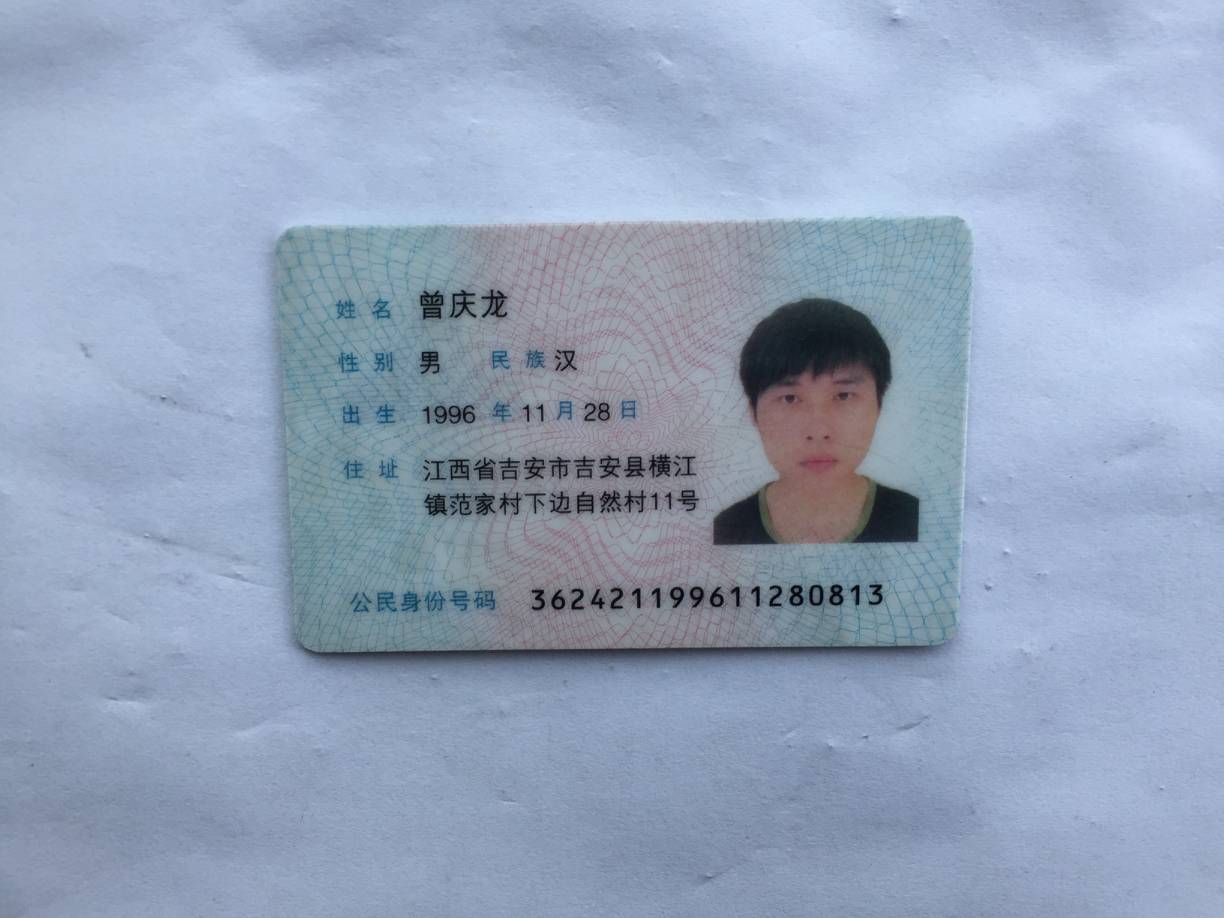 姓名 曾庆龙
性别 男 民族 汉
出生 1996 年 11 月 28 日
住址 江西省吉安市吉安县横江
镇范家村下边自然村11号
公民身份号码 362421199611280813